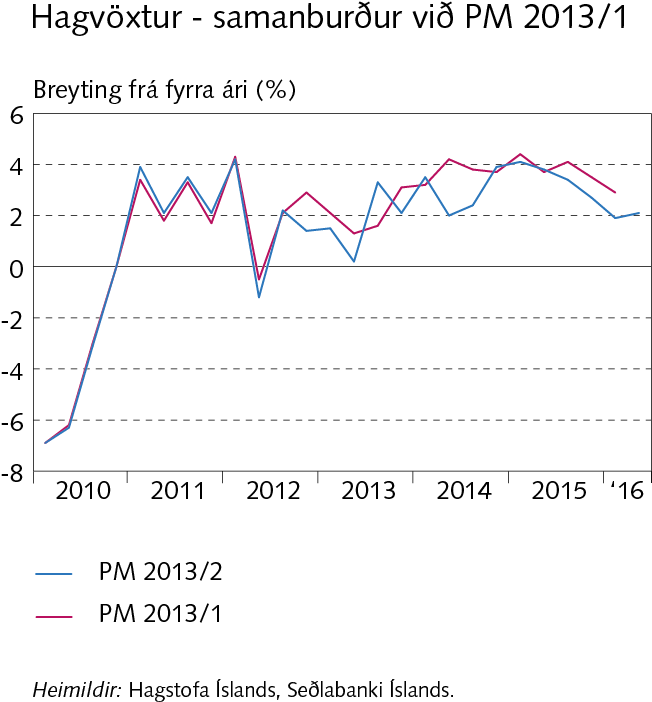 Hagvöxtur - samanburður við PM 2013/1
Breyting frá fyrra ári (%)
6
4
2
0
-2
-4
-6
-8
2010 2011 2012 2013 2014 2015 ‘16
PM 2013/2
PM 2013/1
Heimildir: Hagstofa Íslands, Seðlabanki Íslands.